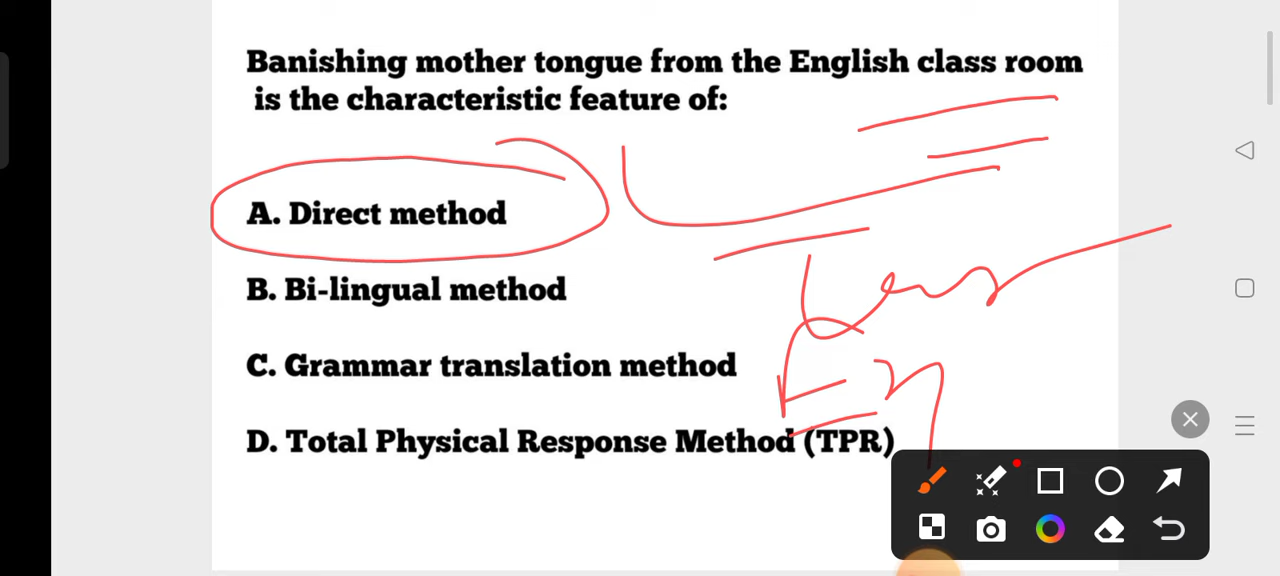 Banishing mother tongue from the English class room
is the characteristic feature of:
A. Direct method
B. Bi-lingual method
C. Grammar translation method
D. Total Physical Response Method (TPR)